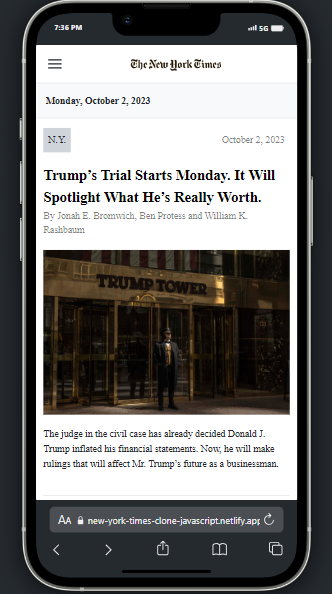 7:36 PM
5G
The New York Times
Monday, October 2, 2023
N.Y.
October 2, 2023
Trump’s Trial Starts Monday. It Will
Spotlight What He’s Really Worth.
By Jonah E. Bromwich, Ben Protess and William K.
Rashbaum
TRUMP TOWER
The judge in the civil case has already decided Donald J.
Trump inflated his financial statements. Now, he will make
rulings that will affect Mr. Trump’s future as a businessman.
AA new-york-times-clone-javascript.netlify.app